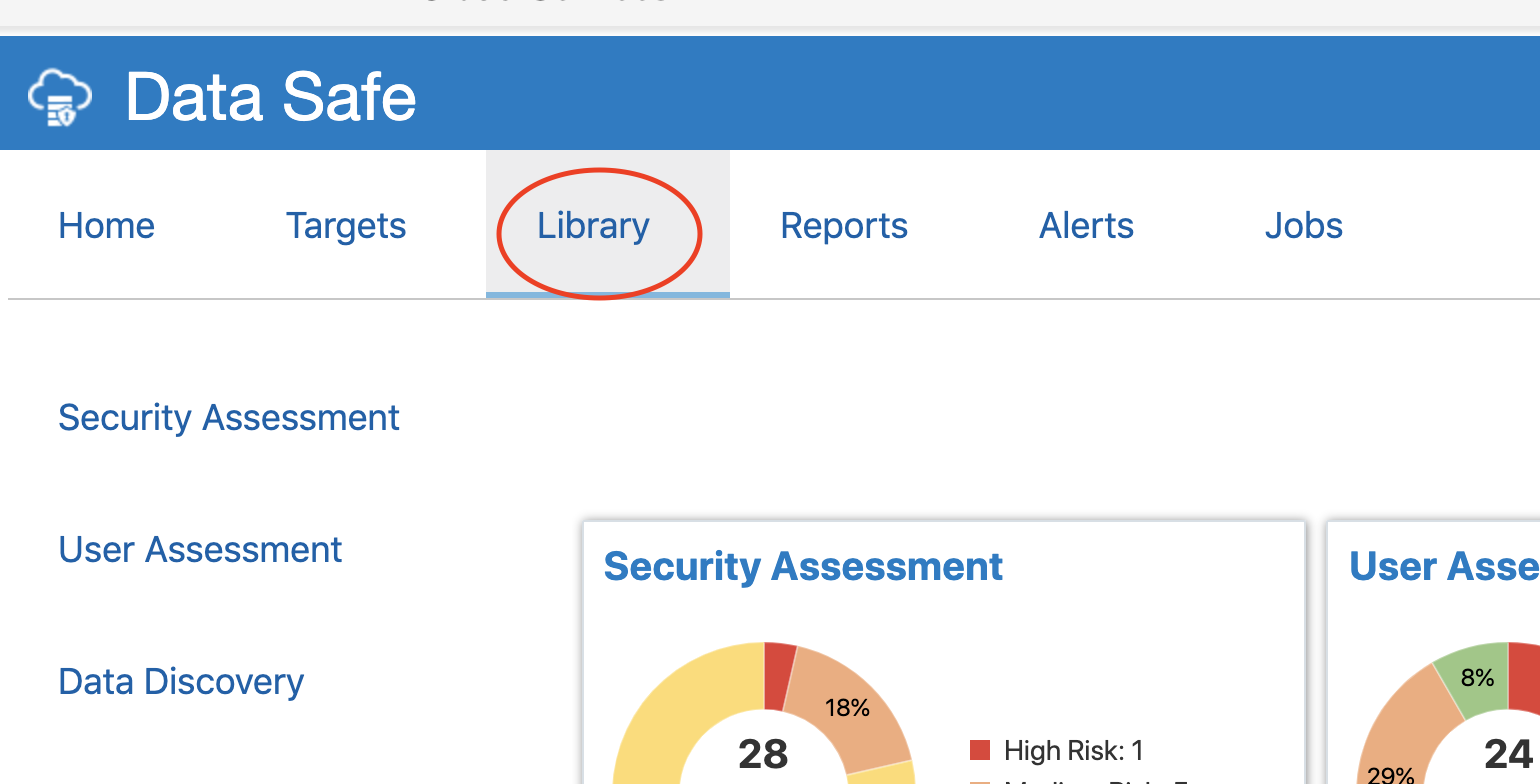 Data Safe
Home Targets Library Reports Alerts Jobs
Security Assessment
User Assessment
Data Discovery
Security Assessment
18%
28
High Risk: 1
User Asse
8%
29%
24